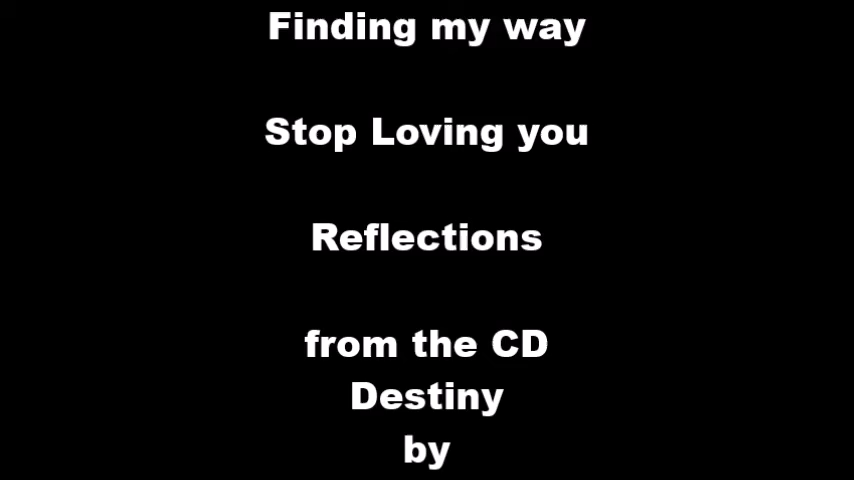 Finding my way
Stop Loving you
Reflections
from the CD
Destiny
by